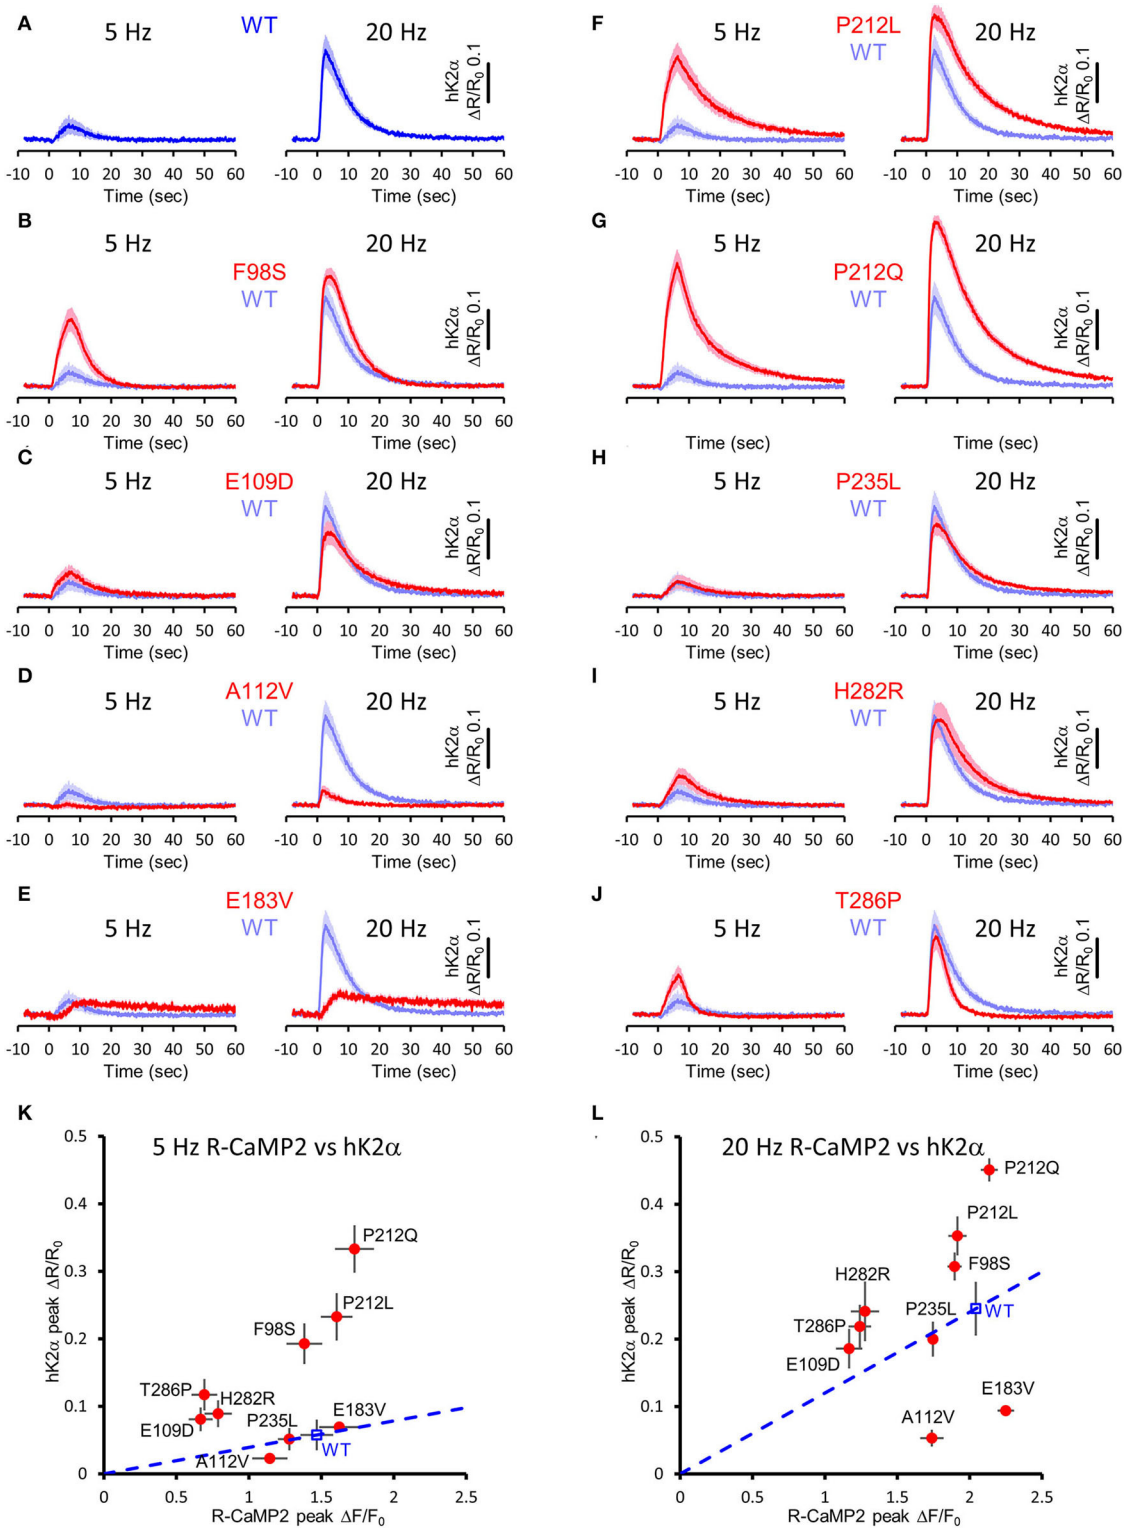 A
5 Hz
WT
20 Hz
hK2α
ΔR/R0 0.1
-10 0 10 20 30 40 50 60
0 10 20 30 40 50 60
Time (sec)
Time (sec)
F
5 Hz
P212L
WT
20 Hz
hK2α
ΔR/R0 0.1
-10 0 10 20 30 40 50 60
-10 0 10 20 30 40 50 60
Time (sec)
Time (sec)
B
5 Hz
20 Hz
F98S
WT
hK2α
ΔR/R0 0.1
-10 0 10 20 30 40 50 60
-10 0 10 20 30 40 50 60
Time (sec)
Time (sec)
G
5 Hz
20 Hz
P212Q
WT
hK2α
ΔR/R0 0.1
Time (sec)
Time (sec)
C
5 Hz
E109D
WT
20 Hz
hK2α
ΔR/R0 0.1
-10 0 10 20 30 40 50 60
-10 0 10 20 30 40 50 60
Time (sec)
Time (sec)
H
5 Hz
P235L
WT
20 Hz
hK2α
ΔR/R0 0.1
-10 0 10 20 30 40 50 60
-10 0 10 20 30 40 50 60
Time (sec)
Time (sec)
D
5 Hz
A112V
WT
20 Hz
hK2α
ΔR/R0 0.1
-10 0 10 20 30 40 50 60
-10 0 10 20 30 40 50 60
Time (sec)
Time (sec)
I
5 Hz
H282R
WT
20 Hz
hK2α
ΔR/R0 0.1
-10 0 10 20 30 40 50 60
-10 0 10 20 30 40 50 60
Time (sec)
Time (sec)
E
5 Hz
E183V
WT
20 Hz
hK2α
ΔR/R0 0.1
-10 0 10 20 30 40 50 60
-10 0 10 20 30 40 50 60
Time (sec)
Time (sec)
J
5 Hz
T286P
WT
20 Hz
hK2α
ΔR/R0 0.1
-10 0 10 20 30 40 50 60
-10 0 10 20 30 40 50 60
Time (sec)
Time (sec)
K
5 Hz R-CaMP2 vs hK2α
hK2α peak ΔR/R0
0.5
0.4
0.3
0.2
0.1
0
P212Q
P212L
F98S
T286P
H282R
E109D
P235L
E183V
WT
A112V
0 0.5 1 1.5 2 2.5
R-CaMP2 peak ΔF/F0
L
20 Hz R-CaMP2 vs hK2α
hK2α peak ΔR/R0
0.5
0.4
0.3
0.2
0.1
0
P212Q
P212L
F98S
H282R
P235L
WT
T286P
E109D
E183V
A112V
0 0.5 1 1.5 2 2.5
R-CaMP2 peak ΔF/F0